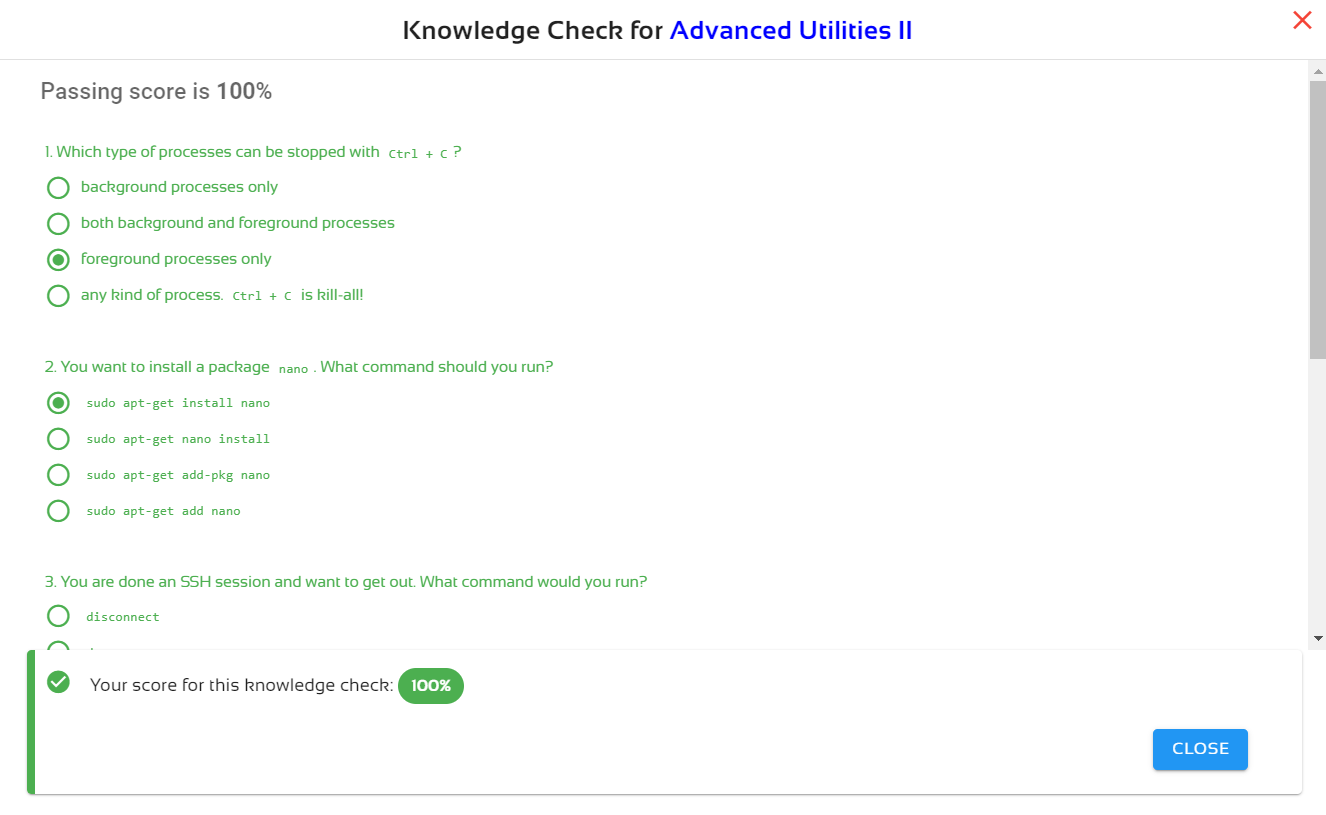 Knowledge Check for Advanced Utilities II
Passing score is 100%
1. Which type of processes can be stopped with Ctrl + C ?
background processes only
both background and foreground processes
foreground processes only
any kind of process. Ctrl + C is kill-all!
2. You want to install a package nano . What command should you run?
sudo apt-get install nano
sudo apt-get nano install
sudo apt-get add-pkg nano
sudo apt-get add nano
3. You are done an SSH session and want to get out. What command would you run?
disconnect
Your score for this knowledge check: 100%
CLOSE